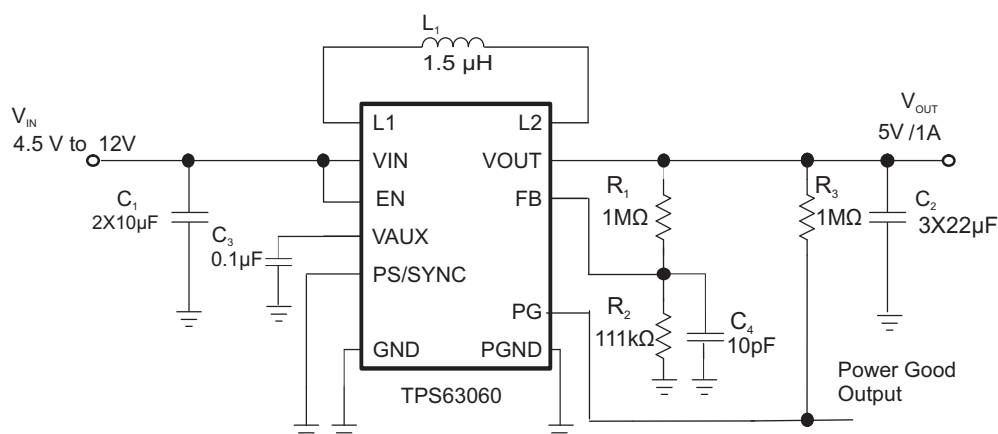 L₁
1.5 µH
V_IN
4.5 V to 12V
V_OUT
5V /1A
L1
L2
VIN
VOUT
EN
FB
VAUX
PS/SYNC
PG
GND
PGND
C₁
2X10µF
C₃
0.1µF
R₁
1MΩ
R₃
1MΩ
C₂
3X22µF
R₂
111kΩ
C₄
10pF
Power Good
Output
TPS63060